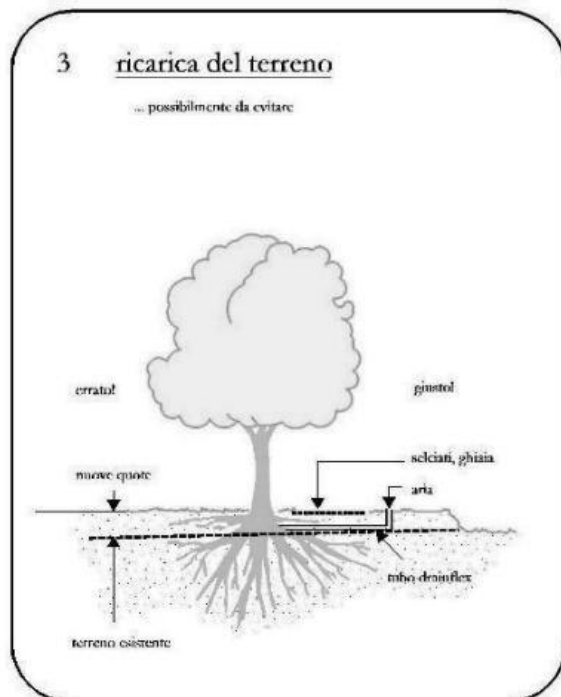 3 ricarica del terreno
... possibilmente da evitare
errato!
giusto!
selciati, ghiaia
nuove quote
aria
tubo drainflex
terreno esistente